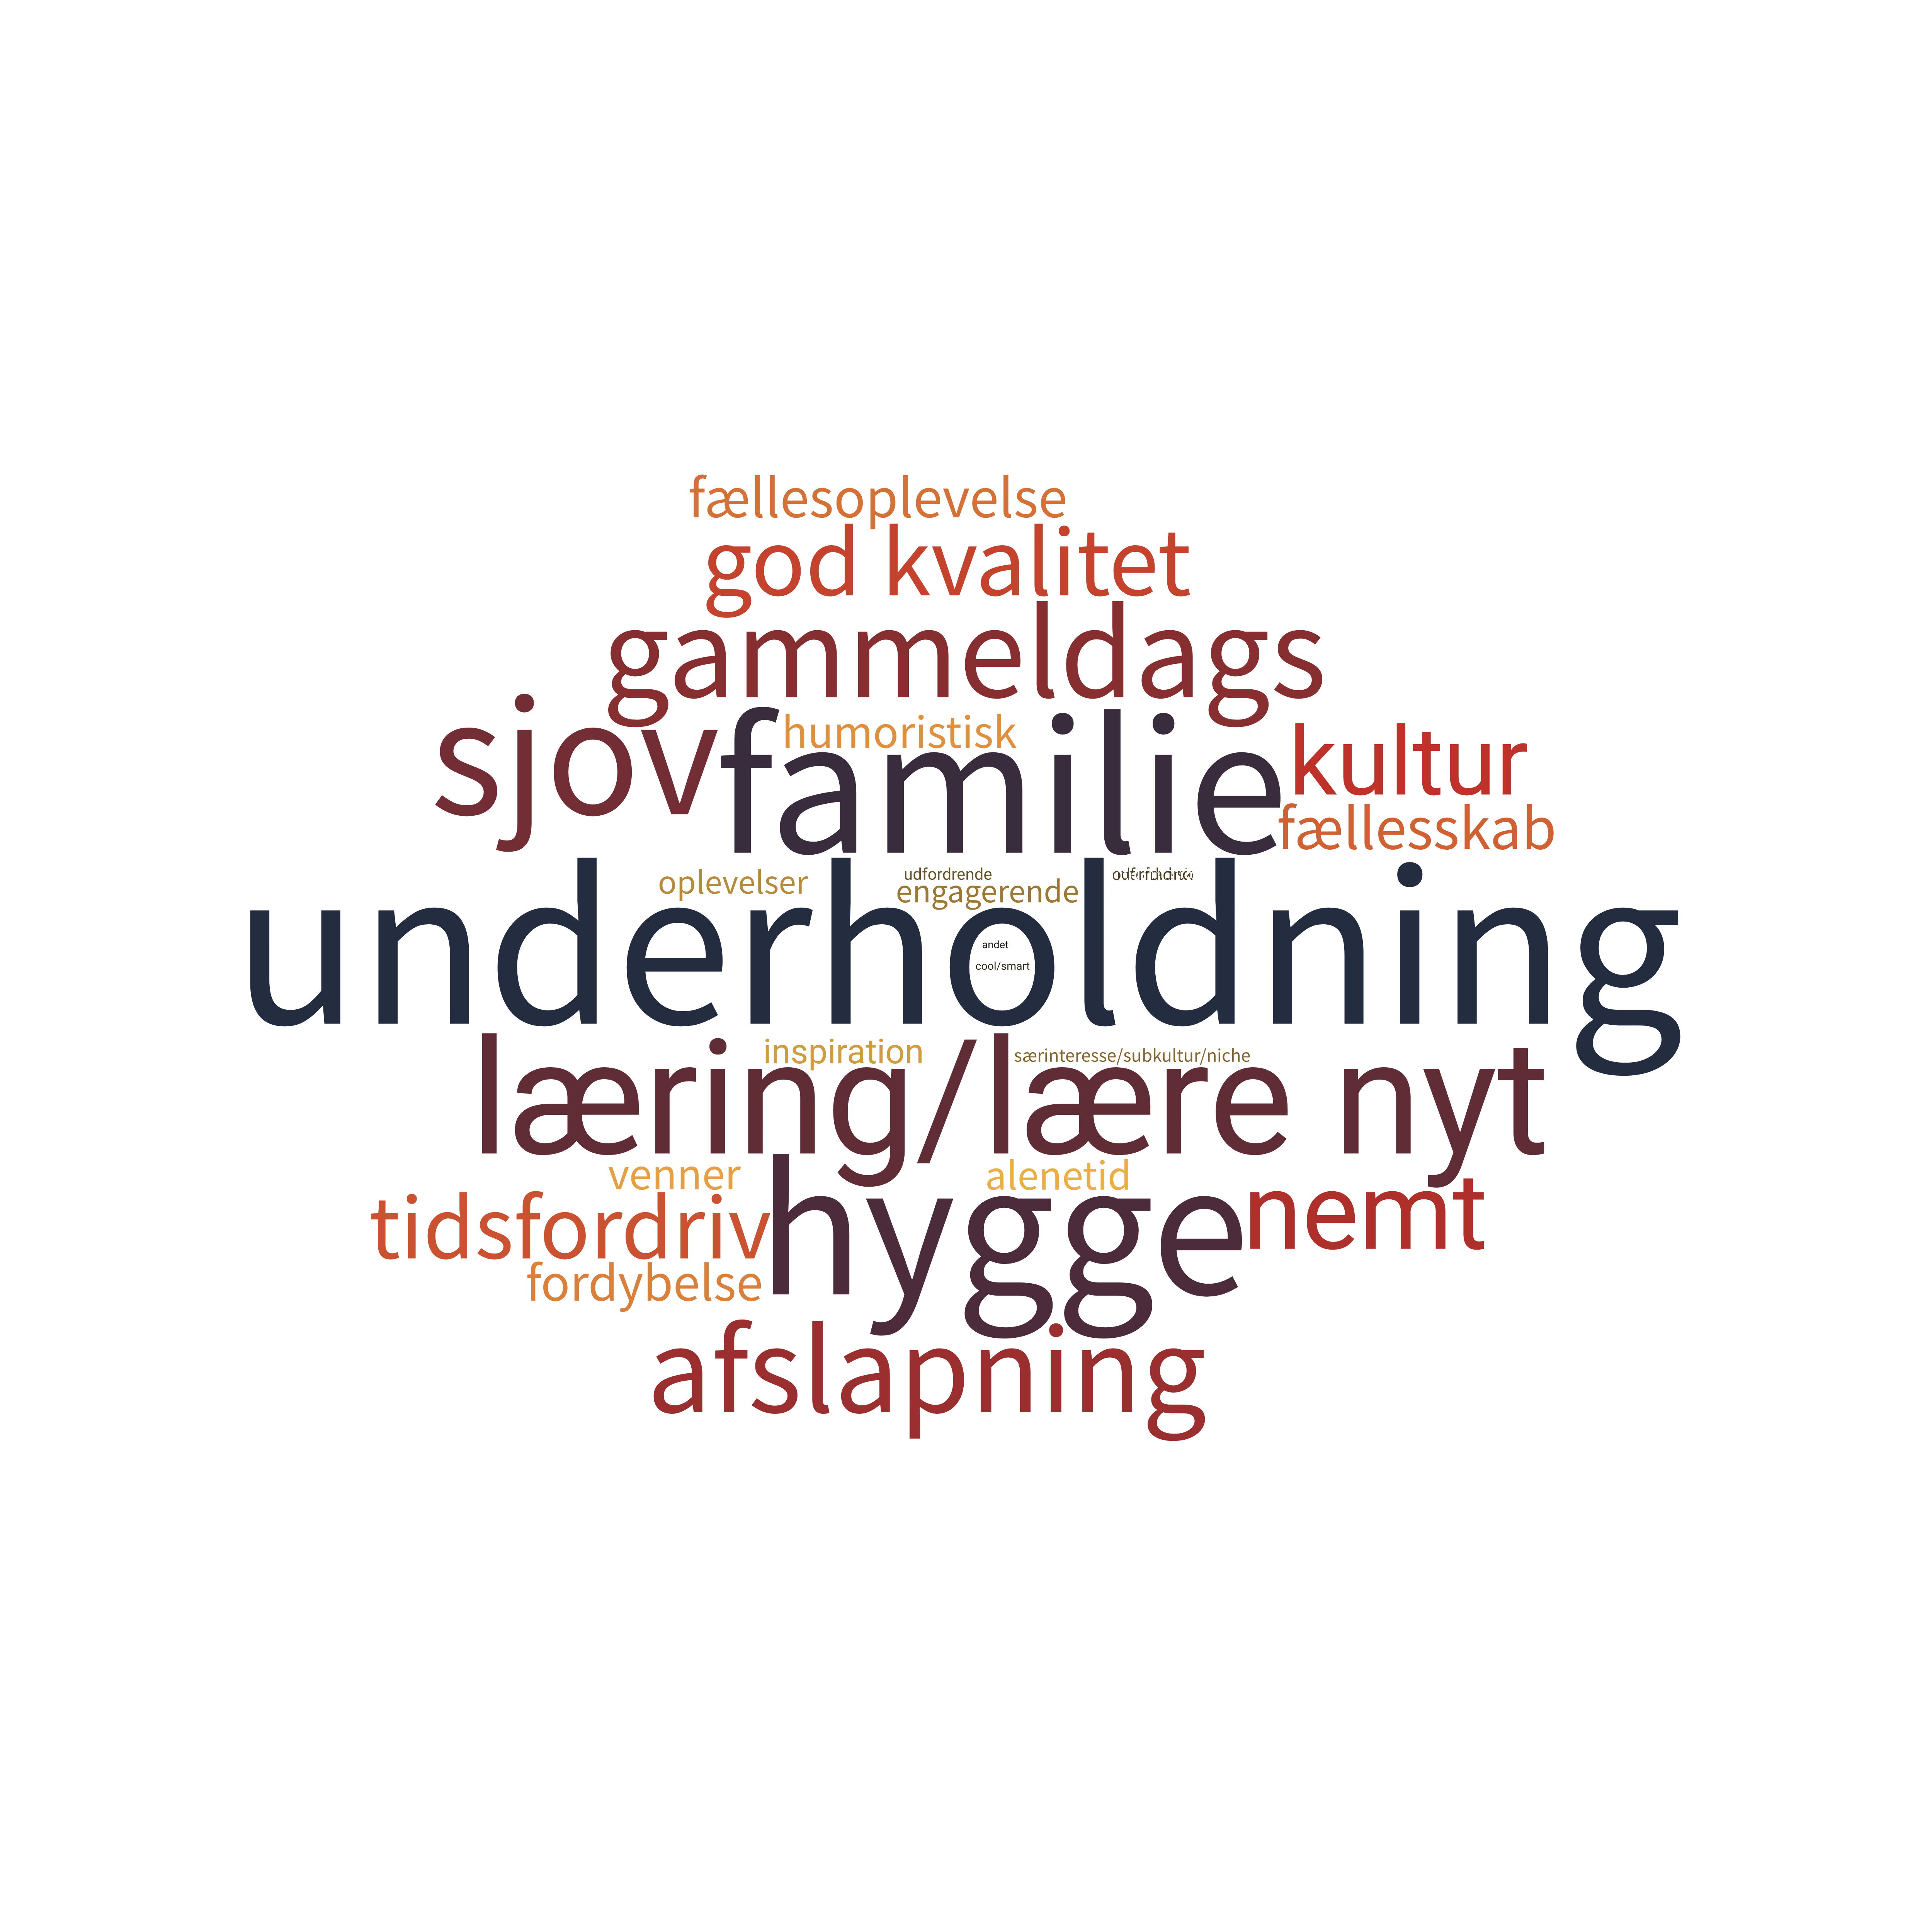 fællesoplevelse
god kvalitet
gammeldags
sjov
humoristisk
familie
kultur
fællesskab
oplevelser
udfordrende
engagerende
underholdning
andet
cool/smart
inspiration
særinteresse/subkultur/niche
læring/lære nyt
venner
alenetid
tidsfordriv
hygge
nemt
fordybelse
afslapning